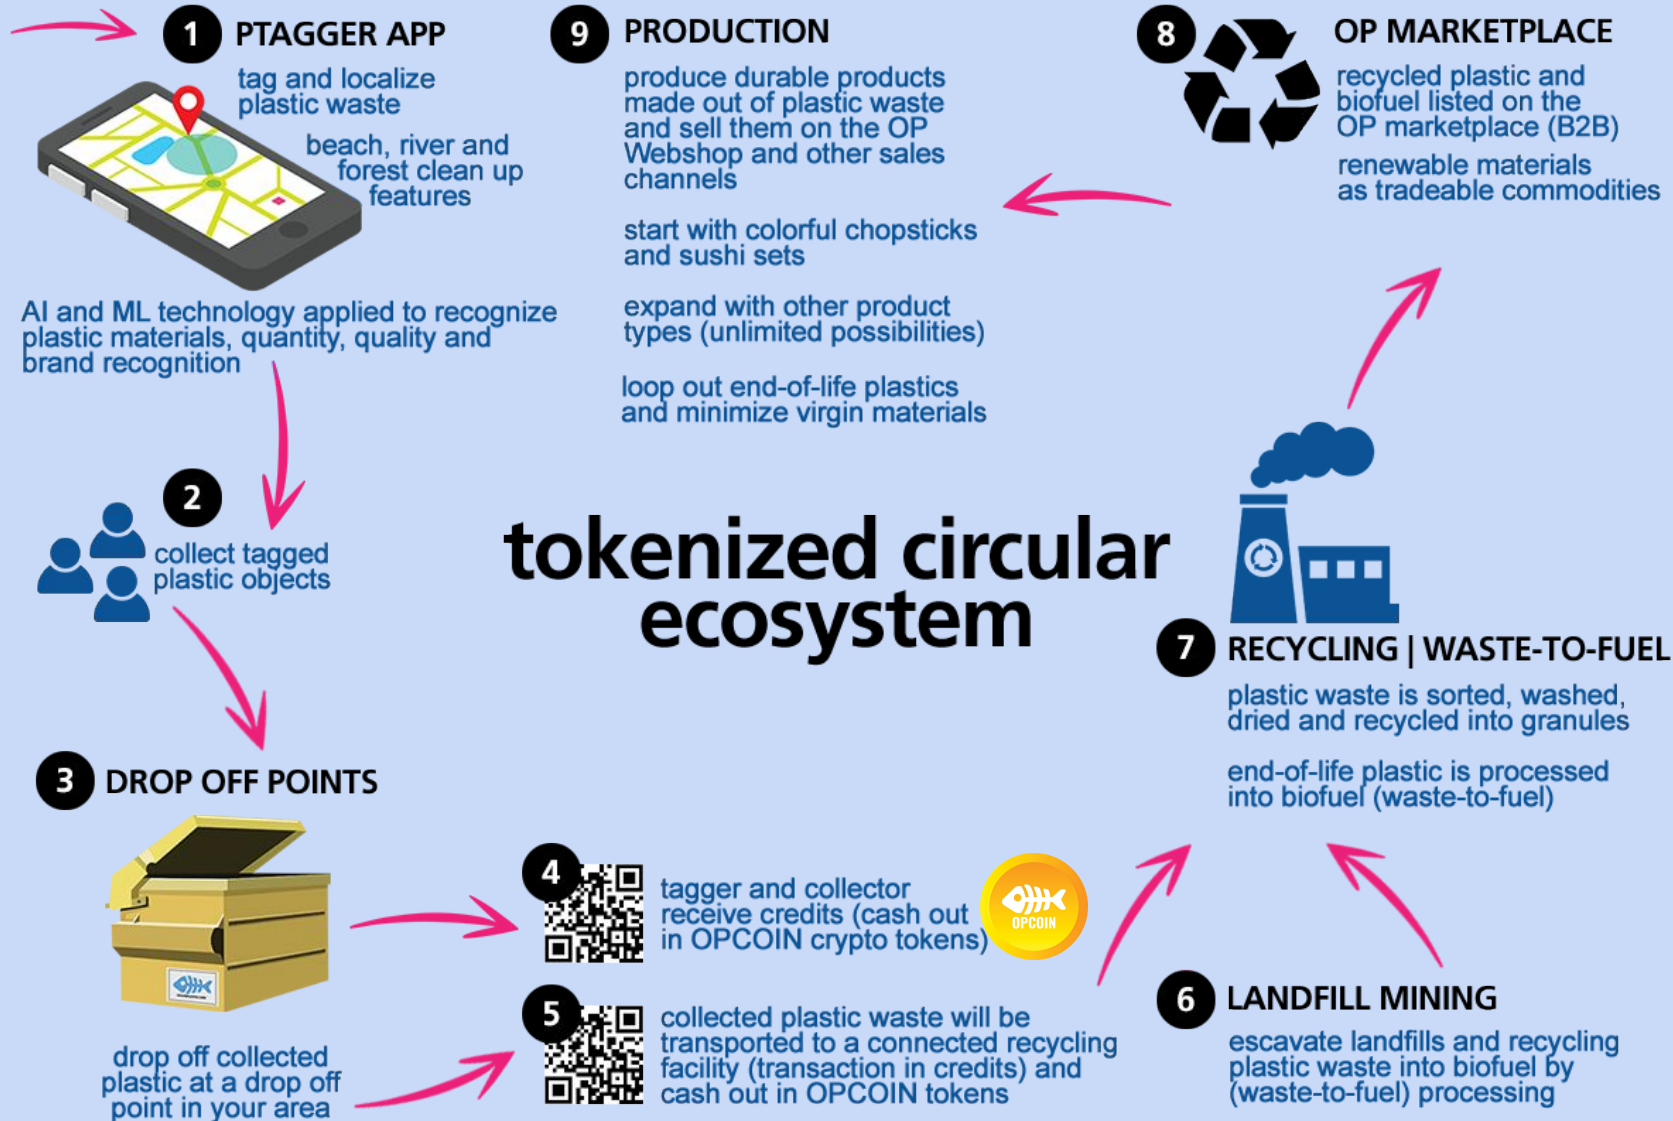 1 PTAGGER APP
tag and localize
plastic waste
beach, river and
forest clean up
features
AI and ML technology applied to recognize
plastic materials, quantity, quality and
brand recognition
2
collect tagged
plastic objects
3 DROP OFF POINTS
drop off collected
plastic at a drop off
point in your area
4
tagger and collector
receive credits (cash out
in OPCOIN crypto tokens)
OPCOIN
5
collected plastic waste will be
transported to a connected recycling
facility (transaction in credits) and
cash out in OPCOIN tokens
6 LANDFILL MINING
escavate landfills and recycling
plastic waste into biofuel by
(waste-to-fuel) processing
7 RECYCLING | WASTE-TO-FUEL
plastic waste is sorted, washed,
dried and recycled into granules
end-of-life plastic is processed
into biofuel (waste-to-fuel)
8 OP MARKETPLACE
recycled plastic and
biofuel listed on the
OP marketplace (B2B)
renewable materials
as tradeable commodities
9 PRODUCTION
produce durable products
made out of plastic waste
and sell them on the OP
Webshop and other sales
channels
start with colorful chopsticks
and sushi sets
expand with other product
types (unlimited possibilities)
loop out end-of-life plastics
and minimize virgin materials
tokenized circular
ecosystem